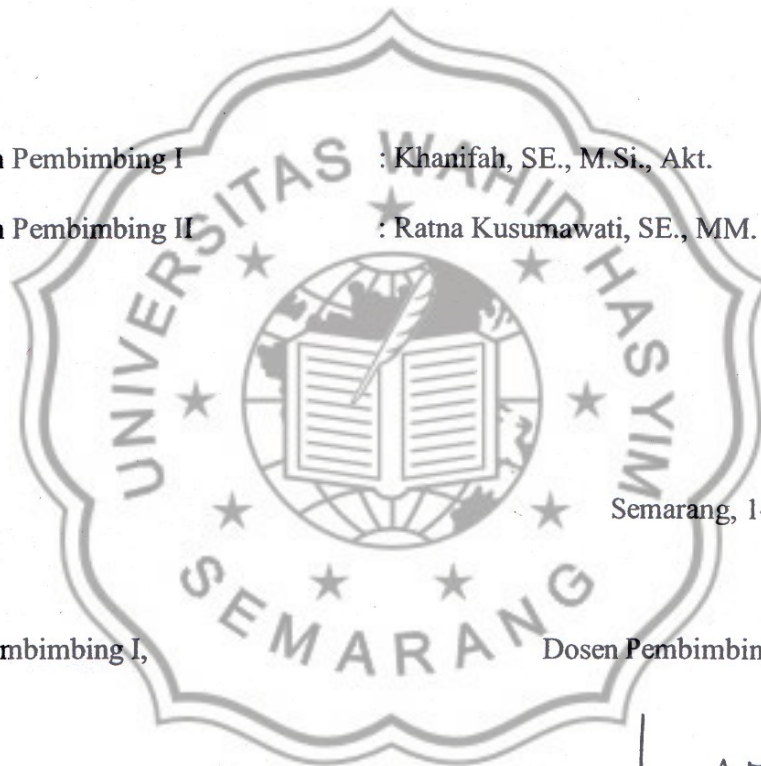 Pembimbing I : Khanifah, SE., M.Si., Akt.
Pembimbing II : Ratna Kusumawati, SE., MM.
UNIVERSITAS WAHID HASYIM
SEMARANG
Semarang, 1
mbimbing I, Dosen Pembimbin